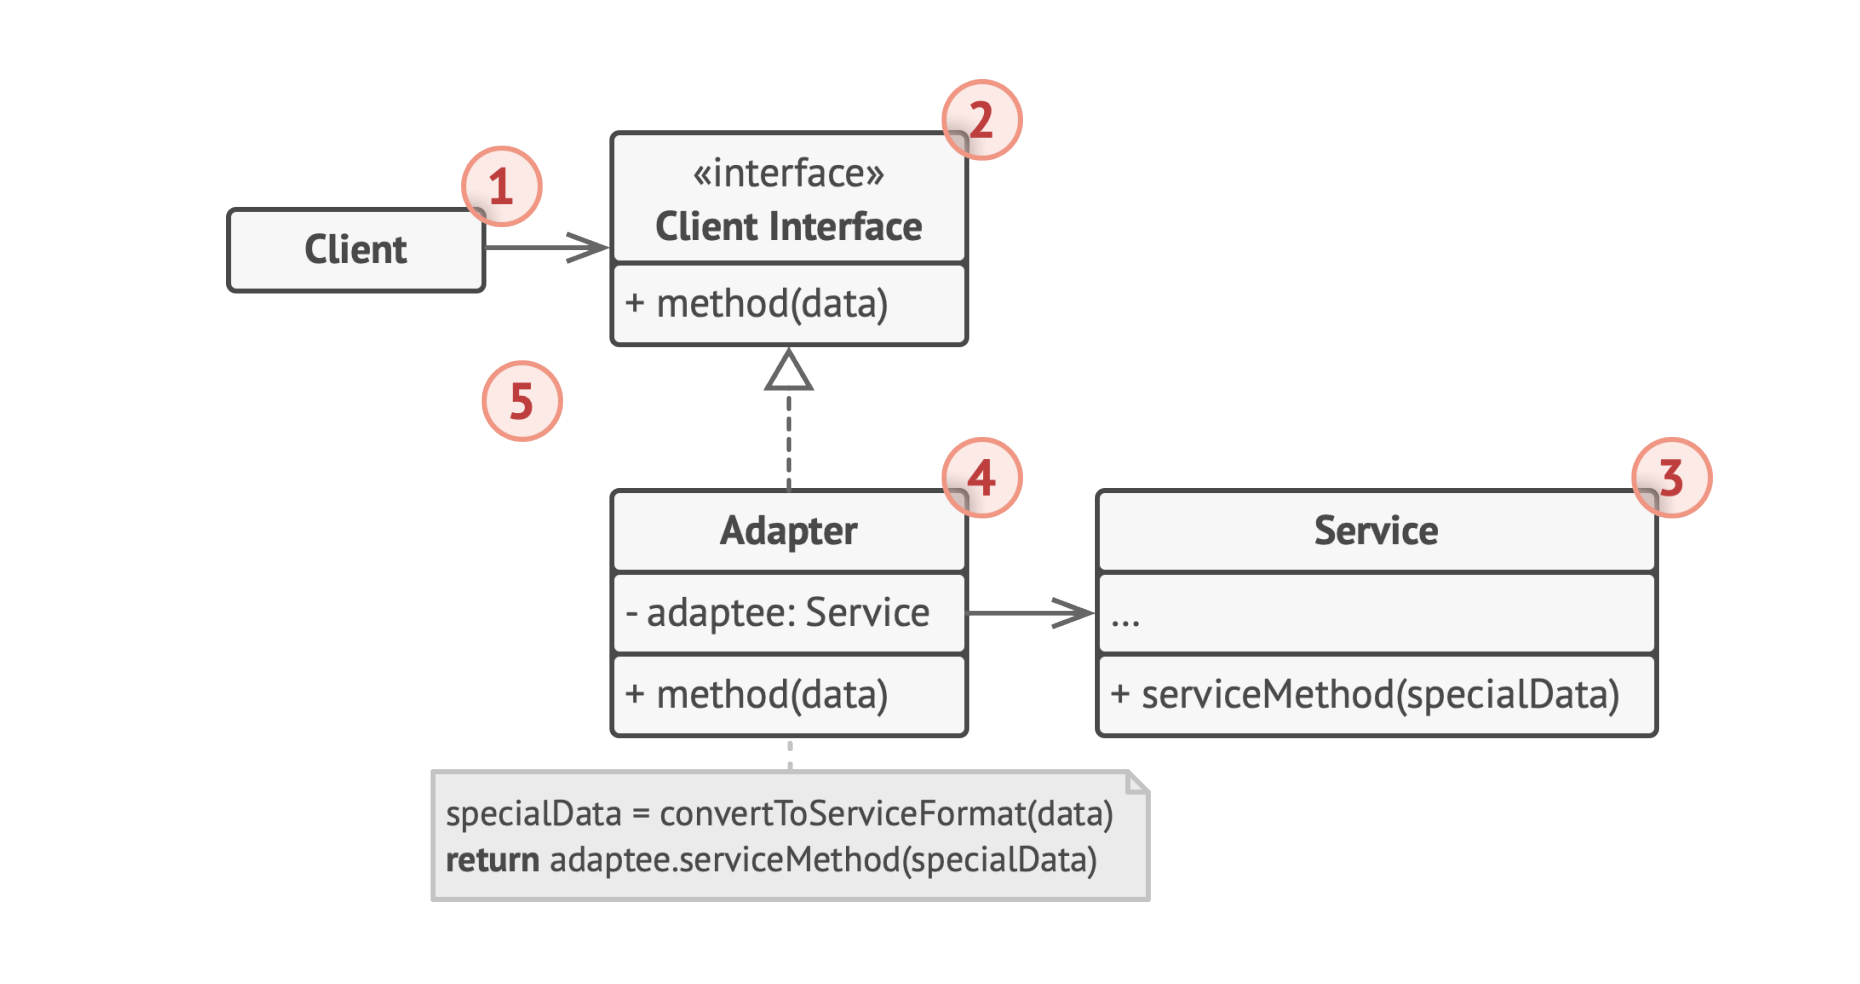 1
2
«interface»
Client Interface
Client
+ method(data)
5
4
3
Adapter
Service
- adaptee: Service
...
+ method(data)
+ serviceMethod(specialData)
specialData = convertToServiceFormat(data)
return adaptee.serviceMethod(specialData)